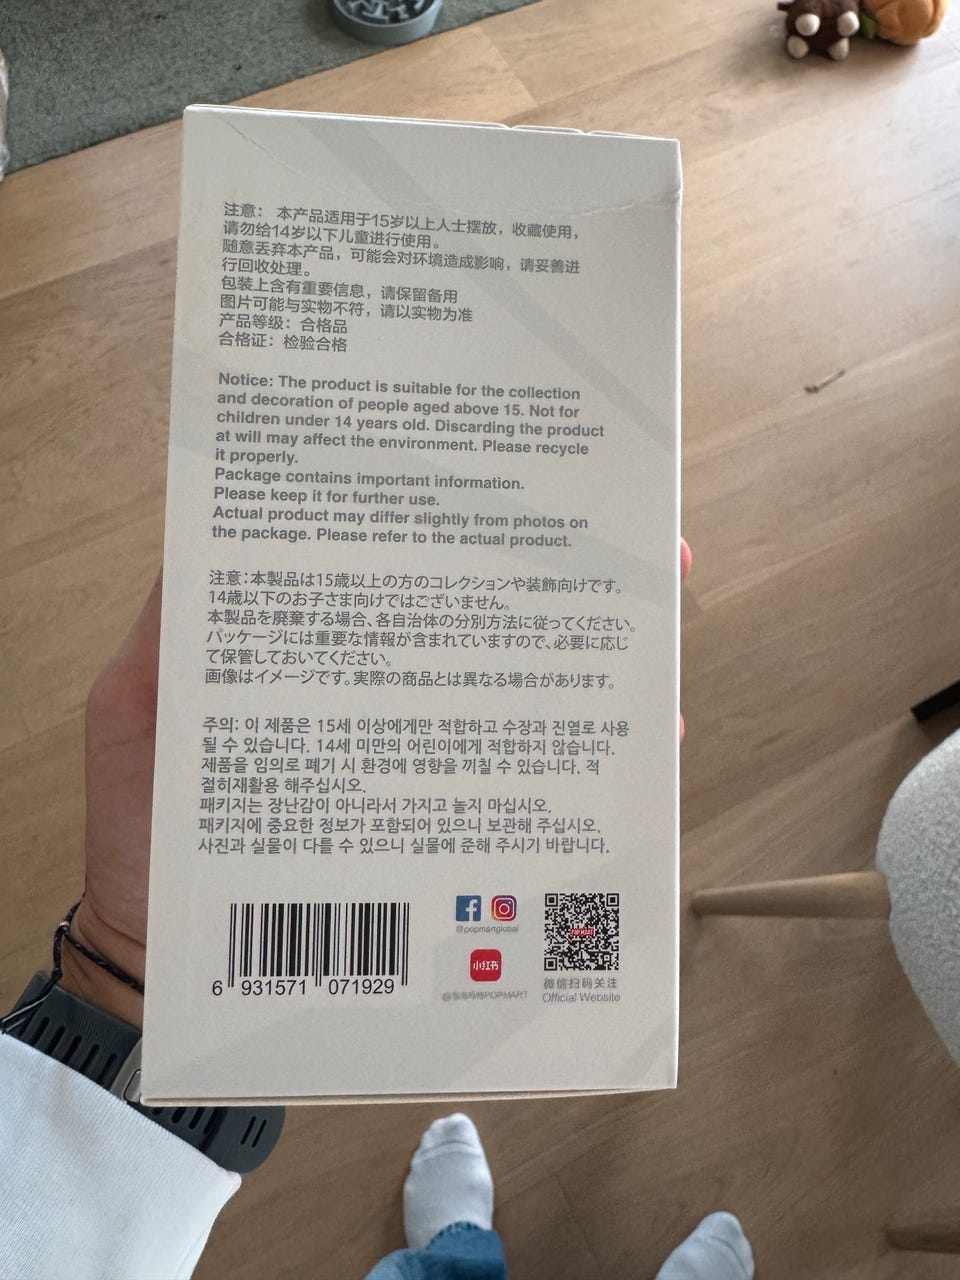 注意： 本产品适用于15岁以上人士摆放，收藏使用，
请勿给14岁以下儿童进行使用。
随意丢弃本产品，可能会对环境造成影响，请妥善进
行回收处理。
包装上含有重要信息，请保留备用
图片可能与实物不符，请以实物为准
产品等级：合格品
合格证：检验合格
Notice: The product is suitable for the collection
and decoration of people aged above 15. Not for
children under 14 years old. Discarding the product
at will may affect the environment. Please recycle
it properly.
Package contains important information.
Please keep it for further use.
Actual product may differ slightly from photos on
the package. Please refer to the actual product.
注意：本製品は15歳以上の方のコレクションや装飾向けです。
14歳以下のお子さま向けではございません。
本製品を廃棄する場合、各自治体の分別方法に従ってください。
パッケージには重要な情報が含まれていますので、必要に応じ
て保管しておいてください。
画像はイメージです。実際の商品とは異なる場合があります。
주의: 이 제품은 15세 이상에게만 적합하고 수장과 진열로 사용
될 수 있습니다. 14세 미만의 어린이에게 적합하지 않습니다.
제품을 임의로 폐기 시 환경에 영향을 끼칠 수 있습니다. 적
절히재활용 해주십시오.
패키지는 장난감이 아니라서 가지고 놀지 마십시오.
패키지에 중요한 정보가 포함되어 있으니 보관해 주십시오.
사진과 실물이 다를 수 있으니 실물에 준해 주시기 바랍니다.
6 931571 071929
@popmartglobal
小红书
@泡泡玛特POPMART
POP MART
微信扫码关注
Official Website